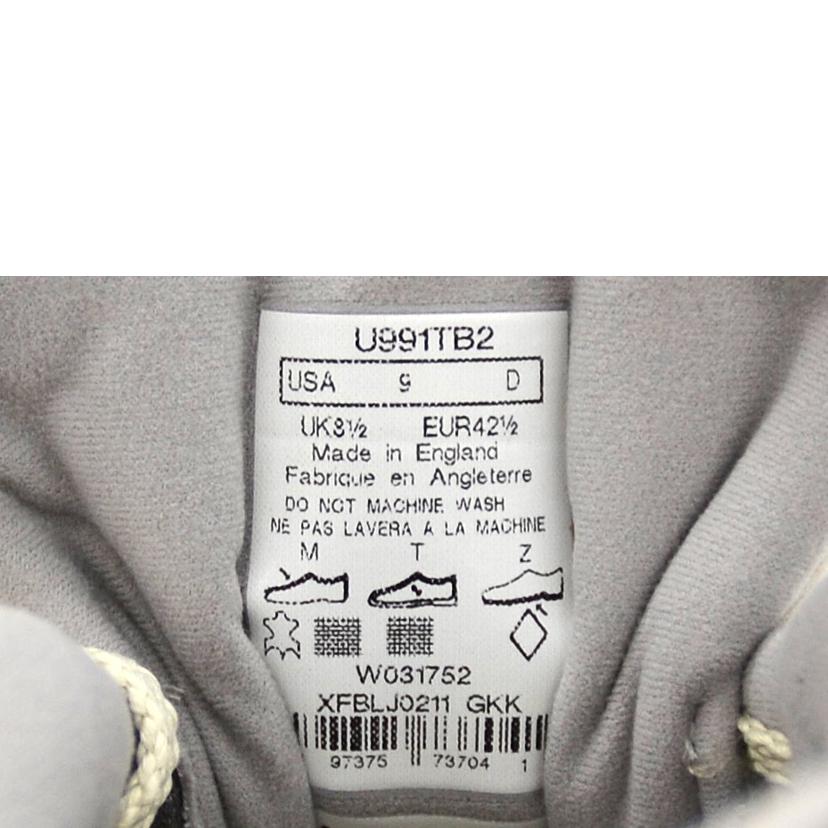 U991TB2
USA 9 D
UK8½ EUR42½
Made in England
Fabrique en Angleterre
DO NOT MACHINE WASH
NE PAS LAVERA A LA MACHINE
M T Z
W031752
XFBLJ0211 GKK
97375 73704 1